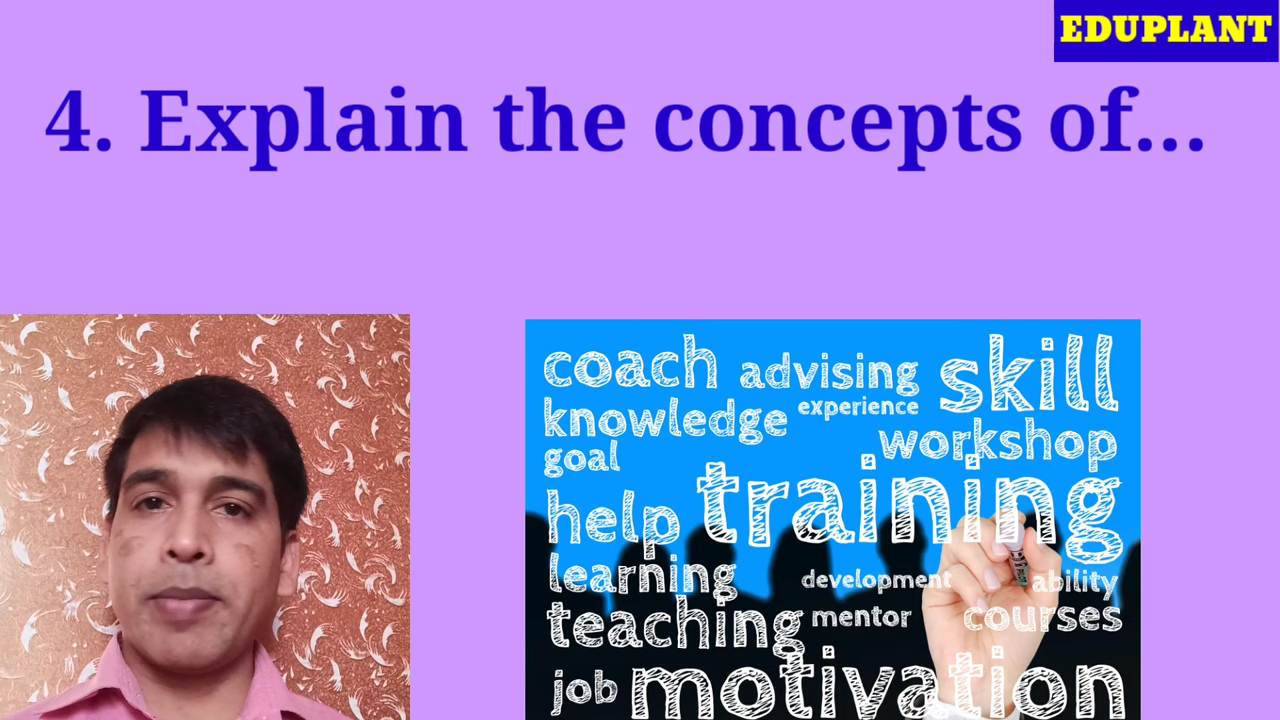 EDUPLANT
4. Explain the concepts of...
coach advising skill
knowledge experience
goal workshop
help training
learning development ability
teaching mentor courses
job motivation